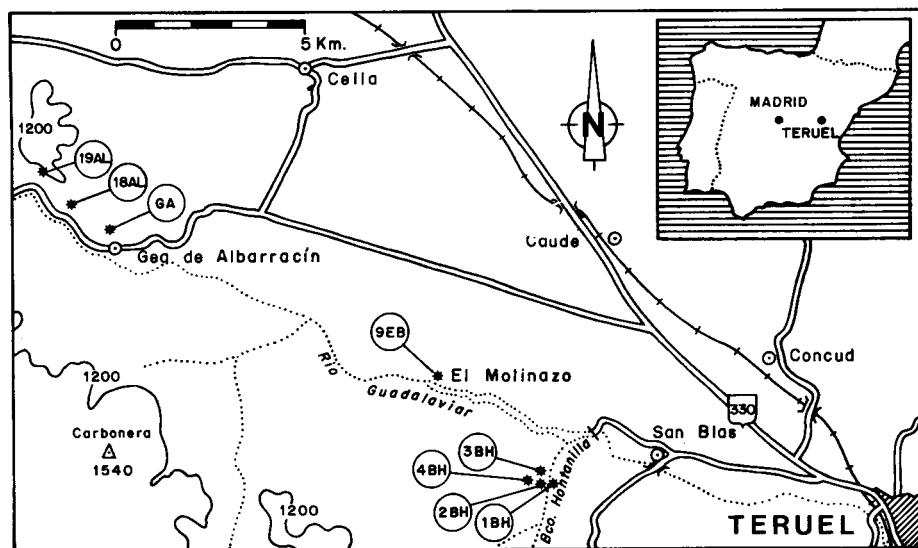 0
5 Km.
Cella
MADRID
TERUEL
1200
19AL
18AL
GA
N
Gea. de Albarracín
Caude
9EB
El Molinazo
Río
Guadalaviar
Concud
1200
Carbonera
1540
330
San Blas
3BH
4BH
2BH
1BH
Bco. Hontanilla
1200
TERUEL